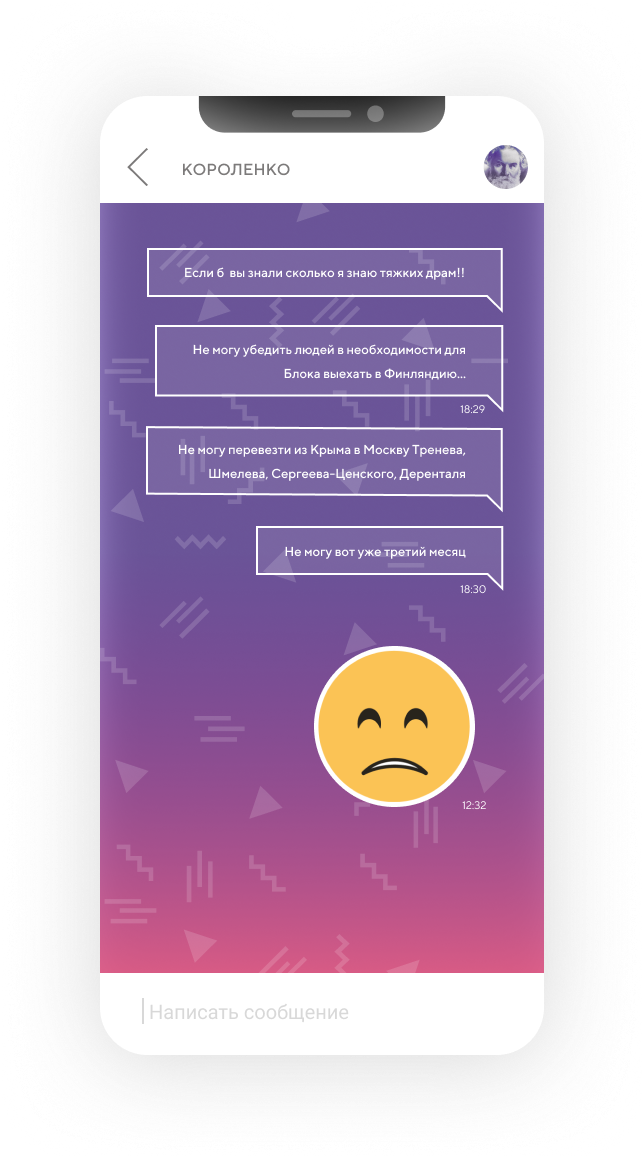 КОРОЛЕНКО
Если б вы знали сколько я знаю тяжких драм!!
Не могу убедить людей в необходимости для
Блока выехать в Финляндию...
18:29
Не могу перевезти из Крыма в Москву Тренева,
Шмелева, Сергеева-Ценского, Деренталя
Не могу вот уже третий месяц
18:30
12:32
Написать сообщение